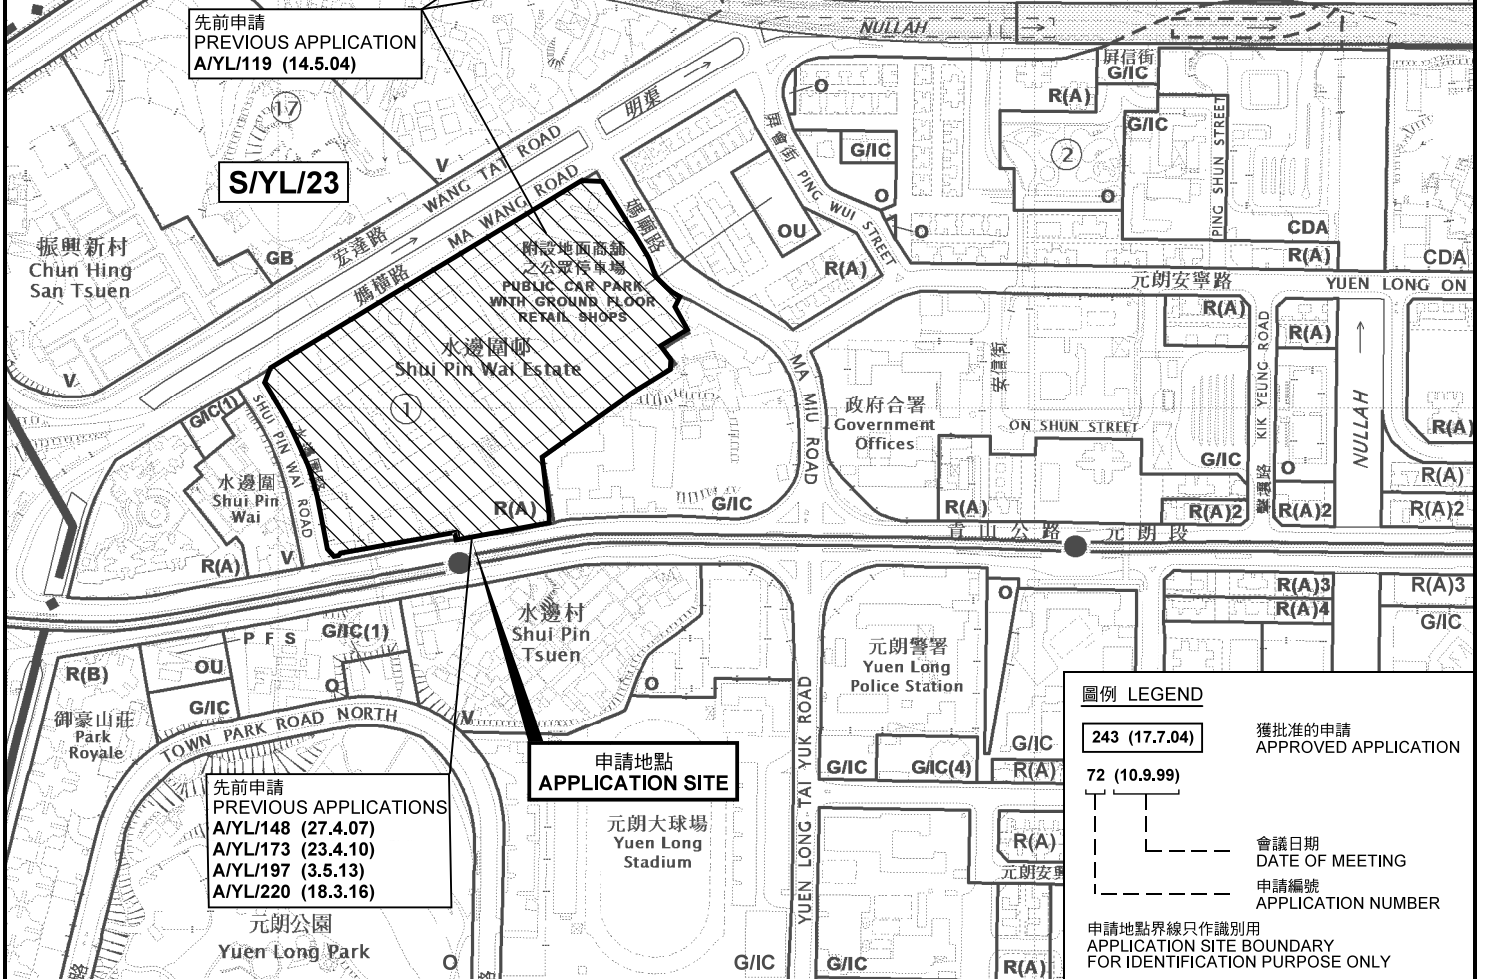 先前申請
PREVIOUS APPLICATION
A/YL/119 (14.5.04)
NULLAH
屏信街
G/IC
R(A)
O
明渠
17
G/IC
PING SHUN STREET
屏會街 PING WUI STREET
G/IC
2
V
S/YL/23
宏達路 WANG TAT ROAD
媽橫路 MA WANG ROAD
媽廟路
O
O
OU
O
CDA
振興新村
Chun Hing
San Tsuen
GB
附設地面商舖
之公眾停車場
PUBLIC CAR PARK
WITH GROUND FLOOR
RETAIL SHOPS
R(A)
R(A)
CDA
元朗安寧路
YUEN LONG ON
R(A)
R(A)
水邊圍邨
Shui Pin Wai Estate
V
1
MA MIU ROAD
安信街
KIK YEUNG ROAD
NULLAH
政府合署
Government
Offices
ON SHUN STREET
G/IC(1)
SHUI PIN WAI ROAD
水邊圍
Shui Pin
Wai
R(A)
G/IC
O
R(A)
R(A)
G/IC
R(A)
R(A)2
R(A)2
R(A)2
青山公路 元朗段
R(A)
V
水邊村
Shui Pin
Tsuen
O
R(A)3
R(A)3
R(A)4
G/IC
PFS
G/IC(1)
元朗警署
Yuen Long
Police Station
R(B)
OU
G/IC
O
O
V
御豪山莊
Park
Royale
TOWN PARK ROAD NORTH
YUEN LONG TAI YUK ROAD
申請地點
APPLICATION SITE
G/IC
G/IC
G/IC(4)
R(A)
先前申請
PREVIOUS APPLICATIONS
A/YL/148 (27.4.07)
A/YL/173 (23.4.10)
A/YL/197 (3.5.13)
A/YL/220 (18.3.16)
元朗大球場
Yuen Long
Stadium
R(A)
元朗安
元朗公園
Yuen Long Park
O
G/IC
G/IC
R(A)
圖例 LEGEND
243 (17.7.04)
獲批准的申請
APPROVED APPLICATION
72 (10.9.99)
會議日期
DATE OF MEETING
申請編號
APPLICATION NUMBER
申請地點界線只作識別用
APPLICATION SITE BOUNDARY
FOR IDENTIFICATION PURPOSE ONLY